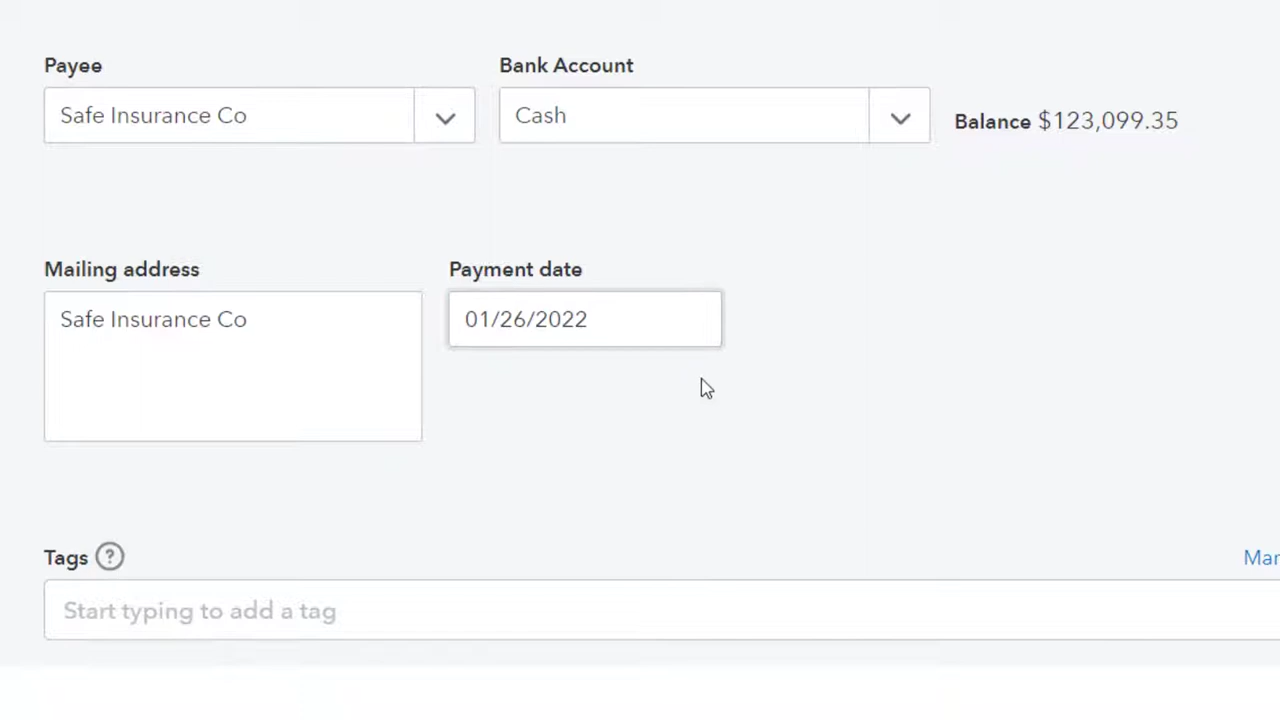 Payee
Bank Account
Safe Insurance Co
Cash
Balance $123,099.35
Mailing address
Payment date
Safe Insurance Co
01/26/2022
Tags ?
Start typing to add a tag